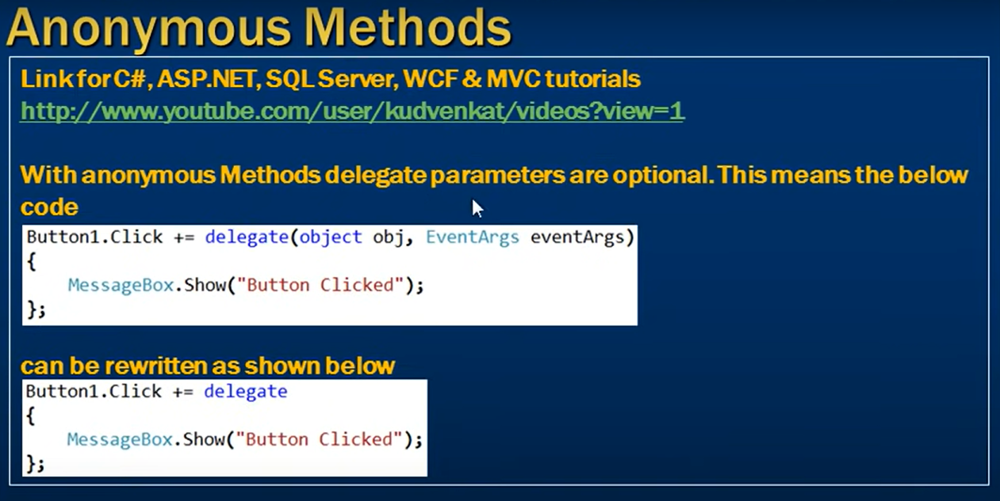 Anonymous Methods
Link for C#, ASP.NET, SQL Server, WCF & MVC tutorials
http://www.youtube.com/user/kudvenkat/videos?view=1
With anonymous Methods delegate parameters are optional. This means the below
code
Button1.Click += delegate(object obj, EventArgs eventArgs)
{
    MessageBox.Show("Button Clicked");
};
can be rewritten as shown below
Button1.Click += delegate
{
    MessageBox.Show("Button Clicked");
};